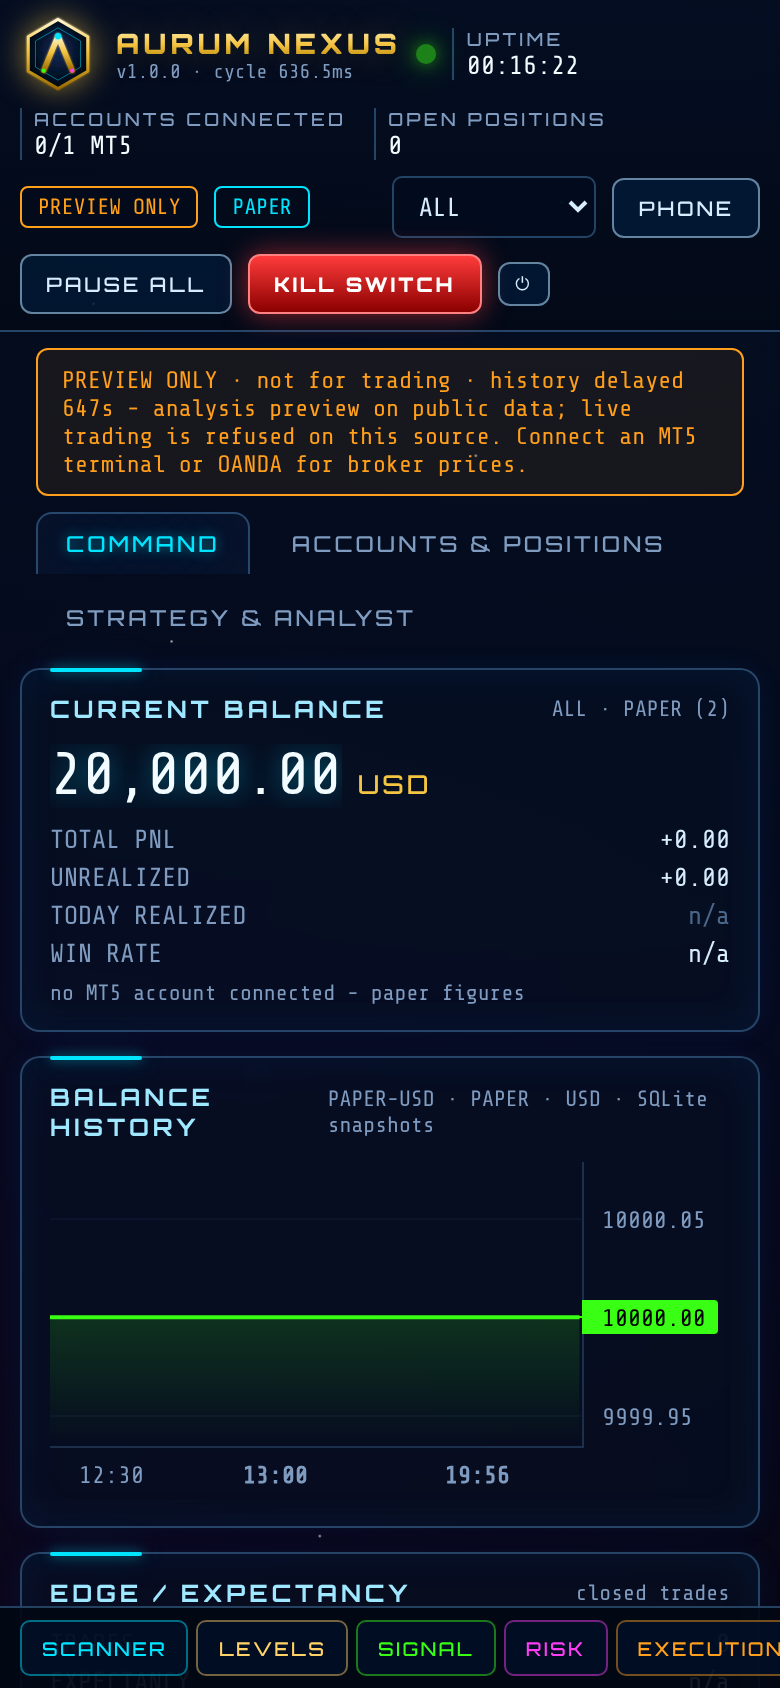 AURUM NEXUS
v1.0.0 · cycle 636.5ms
UPTIME
00:16:22
ACCOUNTS CONNECTED
0/1 MT5
OPEN POSITIONS
0
PREVIEW ONLY
PAPER
ALL
PHONE
PAUSE ALL
KILL SWITCH
PREVIEW ONLY · not for trading · history delayed
647s - analysis preview on public data; live
trading is refused on this source. Connect an MT5
terminal or OANDA for broker prices.
COMMAND
ACCOUNTS & POSITIONS
STRATEGY & ANALYST
CURRENT BALANCE
ALL · PAPER (2)
20,000.00 USD
TOTAL PNL +0.00
UNREALIZED +0.00
TODAY REALIZED n/a
WIN RATE n/a
no MT5 account connected - paper figures
BALANCE
HISTORY
PAPER-USD · PAPER · USD · SQLite
snapshots
10000.05
10000.00
9999.95
12:30 13:00 19:56
EDGE / EXPECTANCY
closed trades
SCANNER
LEVELS
SIGNAL
RISK
EXECUTION
EXPECTANCY n/a